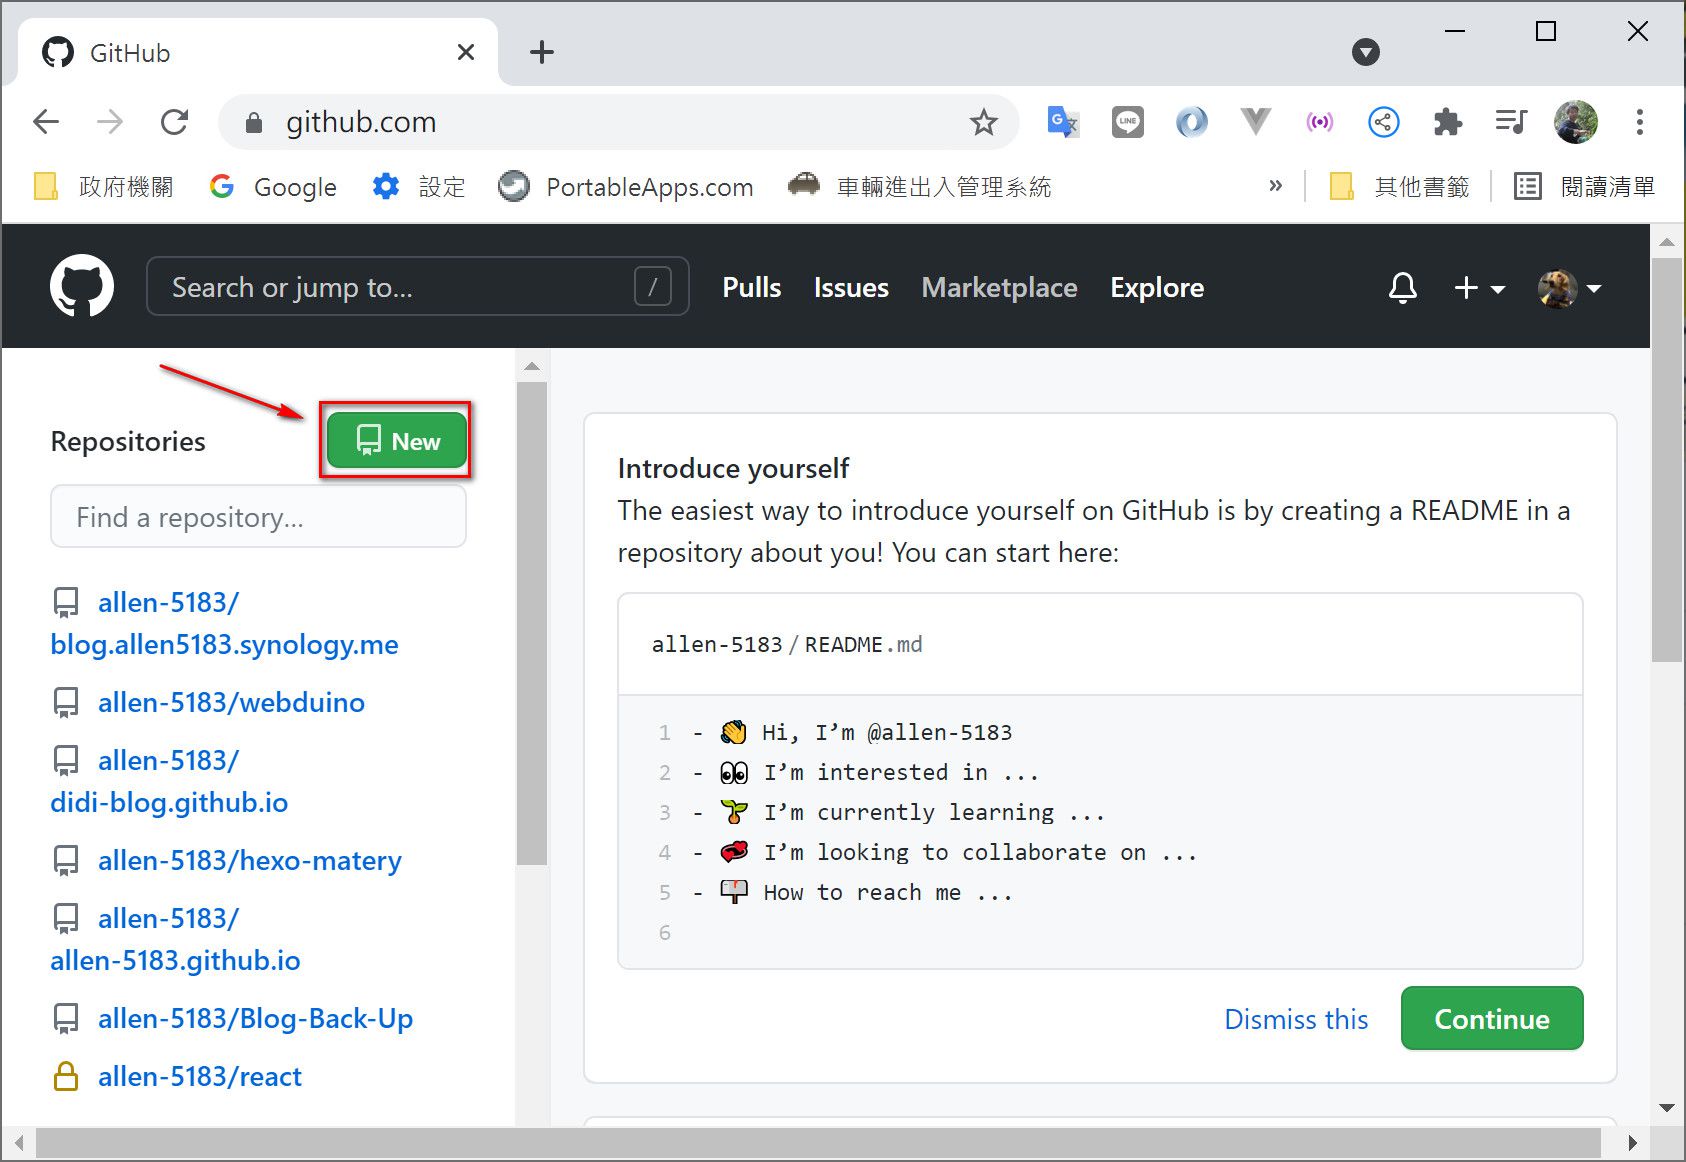 GitHub
github.com
政府機關
Google
設定
PortableApps.com
車輛進出入管理系統
»
其他書籤
閱讀清單
Search or jump to...
/
Pulls
Issues
Marketplace
Explore
Repositories
New
Find a repository...
allen-5183/
blog.allen5183.synology.me
allen-5183/webduino
allen-5183/
didi-blog.github.io
allen-5183/hexo-matery
allen-5183/
allen-5183.github.io
allen-5183/Blog-Back-Up
allen-5183/react
Introduce yourself
The easiest way to introduce yourself on GitHub is by creating a README in a
repository about you! You can start here:
allen-5183 / README.md
1 - 👋 Hi, I’m @allen-5183
2 - 👀 I’m interested in ...
3 - 🌱 I’m currently learning ...
4 - 💞️ I’m looking to collaborate on ...
5 - 📫 How to reach me ...
6
Dismiss this
Continue
LINE